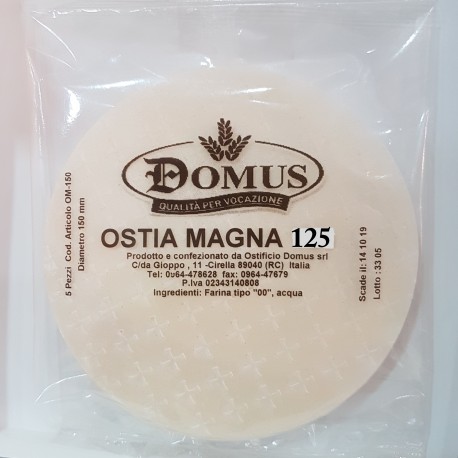 DOMUS
QUALITÀ PER VOCAZIONE
OSTIA MAGNA 125
Prodotto e confezionato da Ostificio Domus srl
C/da Gioppo , 11 -Cirella 89040 (RC) Italia
Tel: 0964-478628 fax: 0964-47679
P.Iva 02343140808
Ingredienti: Farina tipo "00", acqua
5 Pezzi Cod. Articolo OM-150
Diametro 150 mm
Scade il: 14 10 19
Lotto : 33 05